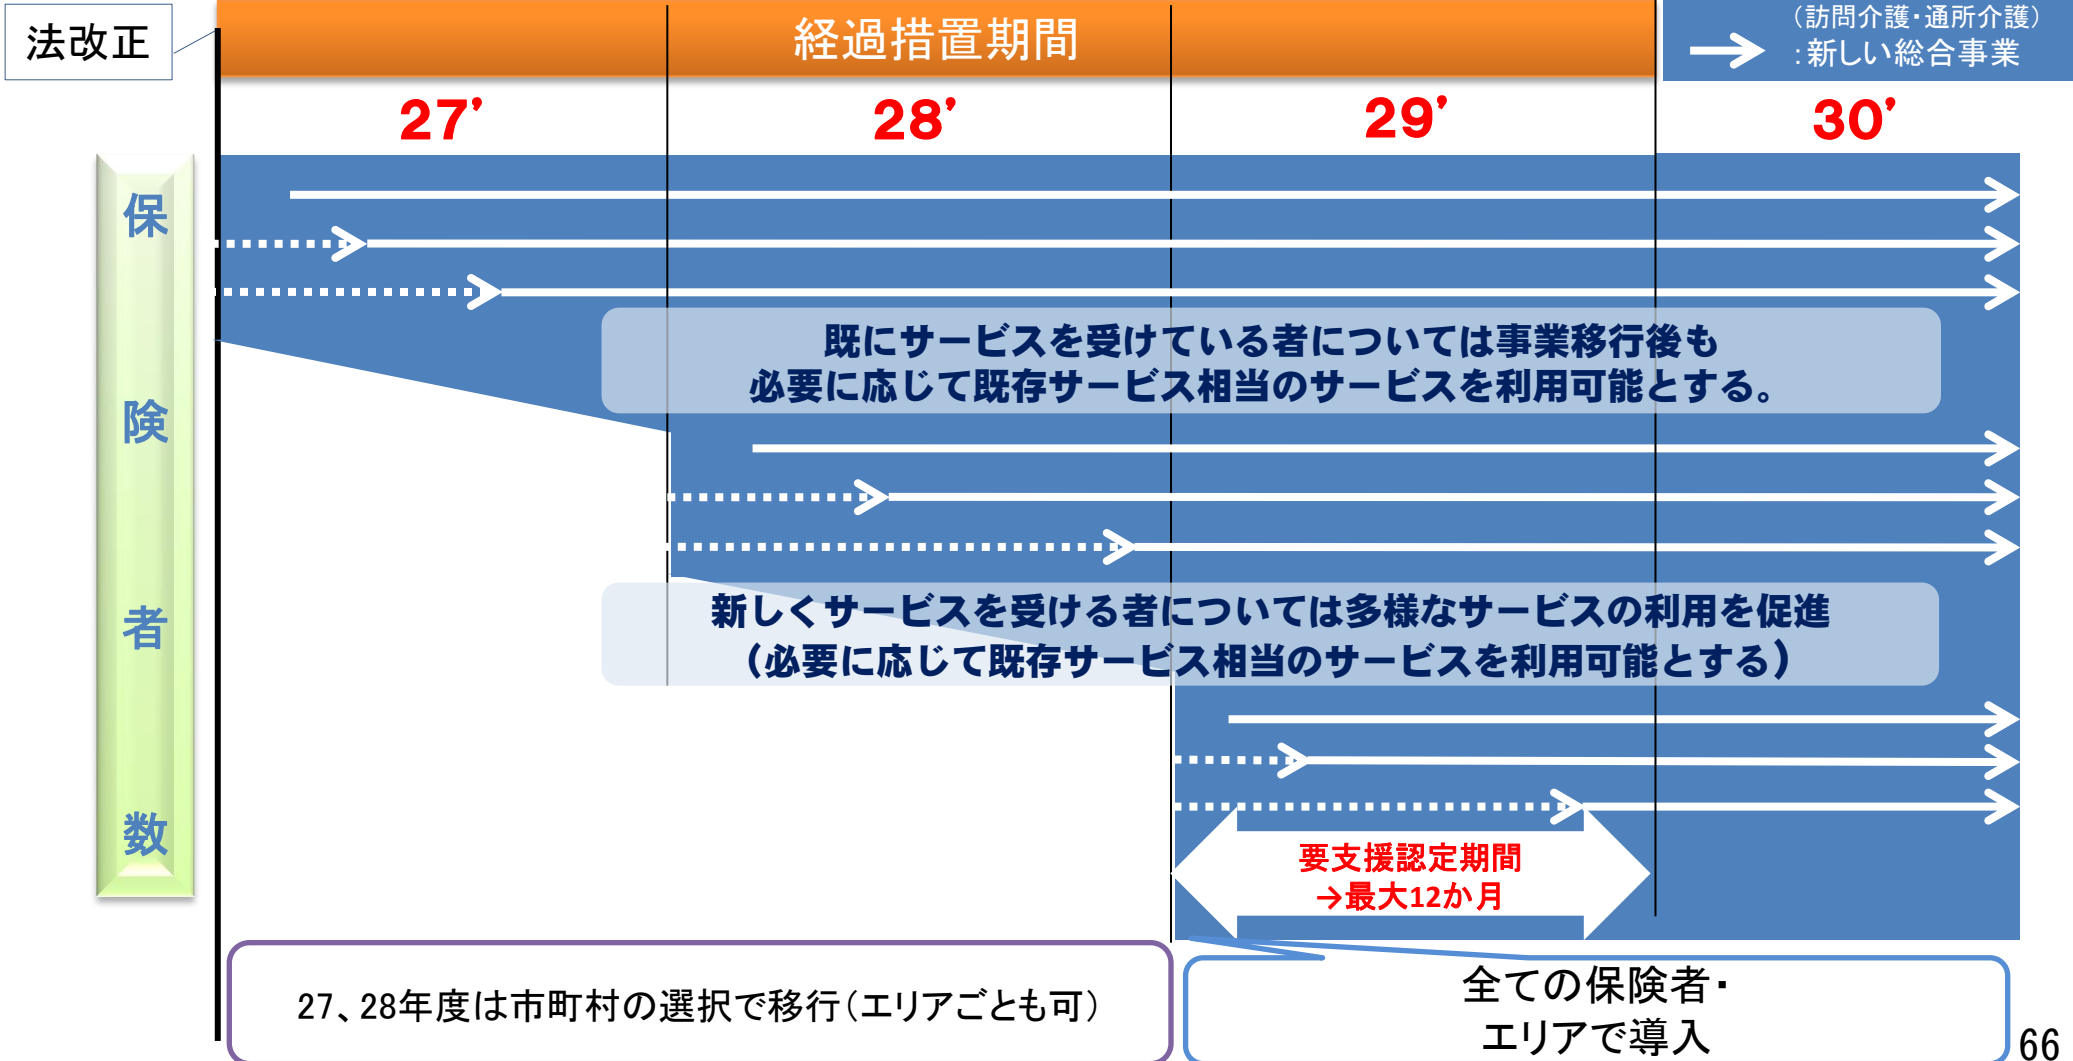 法改正
経過措置期間
（訪問介護・通所介護）
：新しい総合事業
27’
28’
29’
30’
保
険
者
数
既にサービスを受けている者については事業移行後も
必要に応じて既存サービス相当のサービスを利用可能とする。
新しくサービスを受ける者については多様なサービスの利用を促進
（必要に応じて既存サービス相当のサービスを利用可能とする）
要支援認定期間
→最大12か月
27、28年度は市町村の選択で移行（エリアごとも可）
全ての保険者・
エリアで導入
66